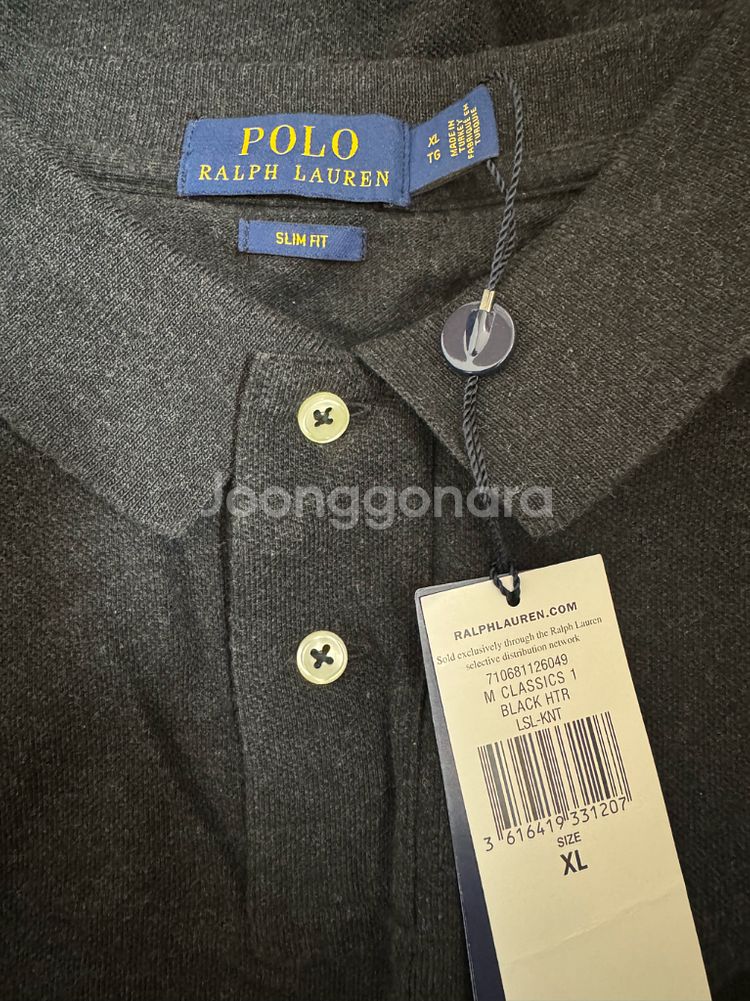 POLO
RALPH LAUREN
XL
TG
MADE IN
TURKEY
FABRIQUE EN
TURQUIE
SLIM FIT
Joonggonara
RALPHLAUREN.COM
Sold exclusively through the Ralph Lauren
selective distribution network
710681126049
M CLASSICS 1
BLACK HTR
LSL-KNT
3 616419 331207
SIZE
XL